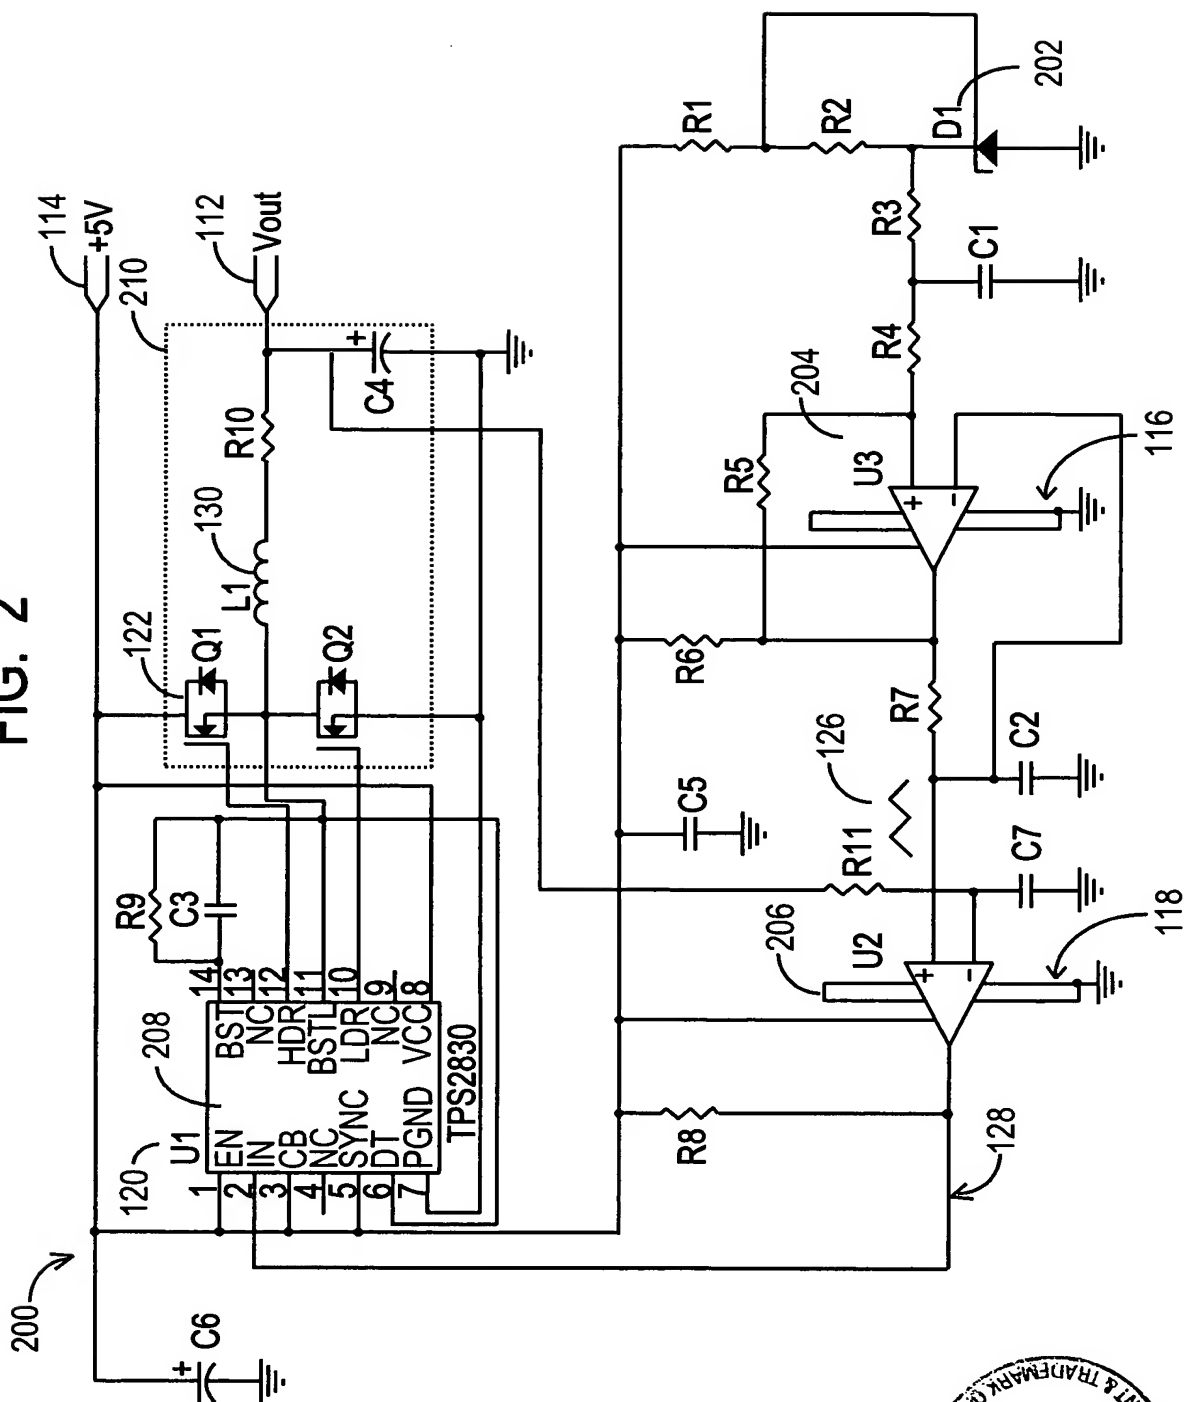 FIG. 2
200
114
+5V
210
112
Vout
122
Q1
Q2
130
L1
R10
+
C4
R9
C3
14
13
12
11
10
9
8
BST
NC
HDR
BSTL
LDR
NC
VCC
208
120
U1
EN
IN
CB
NC
SYNC
DT
PGND
1
2
3
4
5
6
7
TPS2830
+
C6
R1
R2
D1
202
R3
C1
R4
204
R5
U3
+
−
116
R6
R7
126
C2
C5
R11
C7
206
U2
+
−
118
R8
128
& TRADEMARK